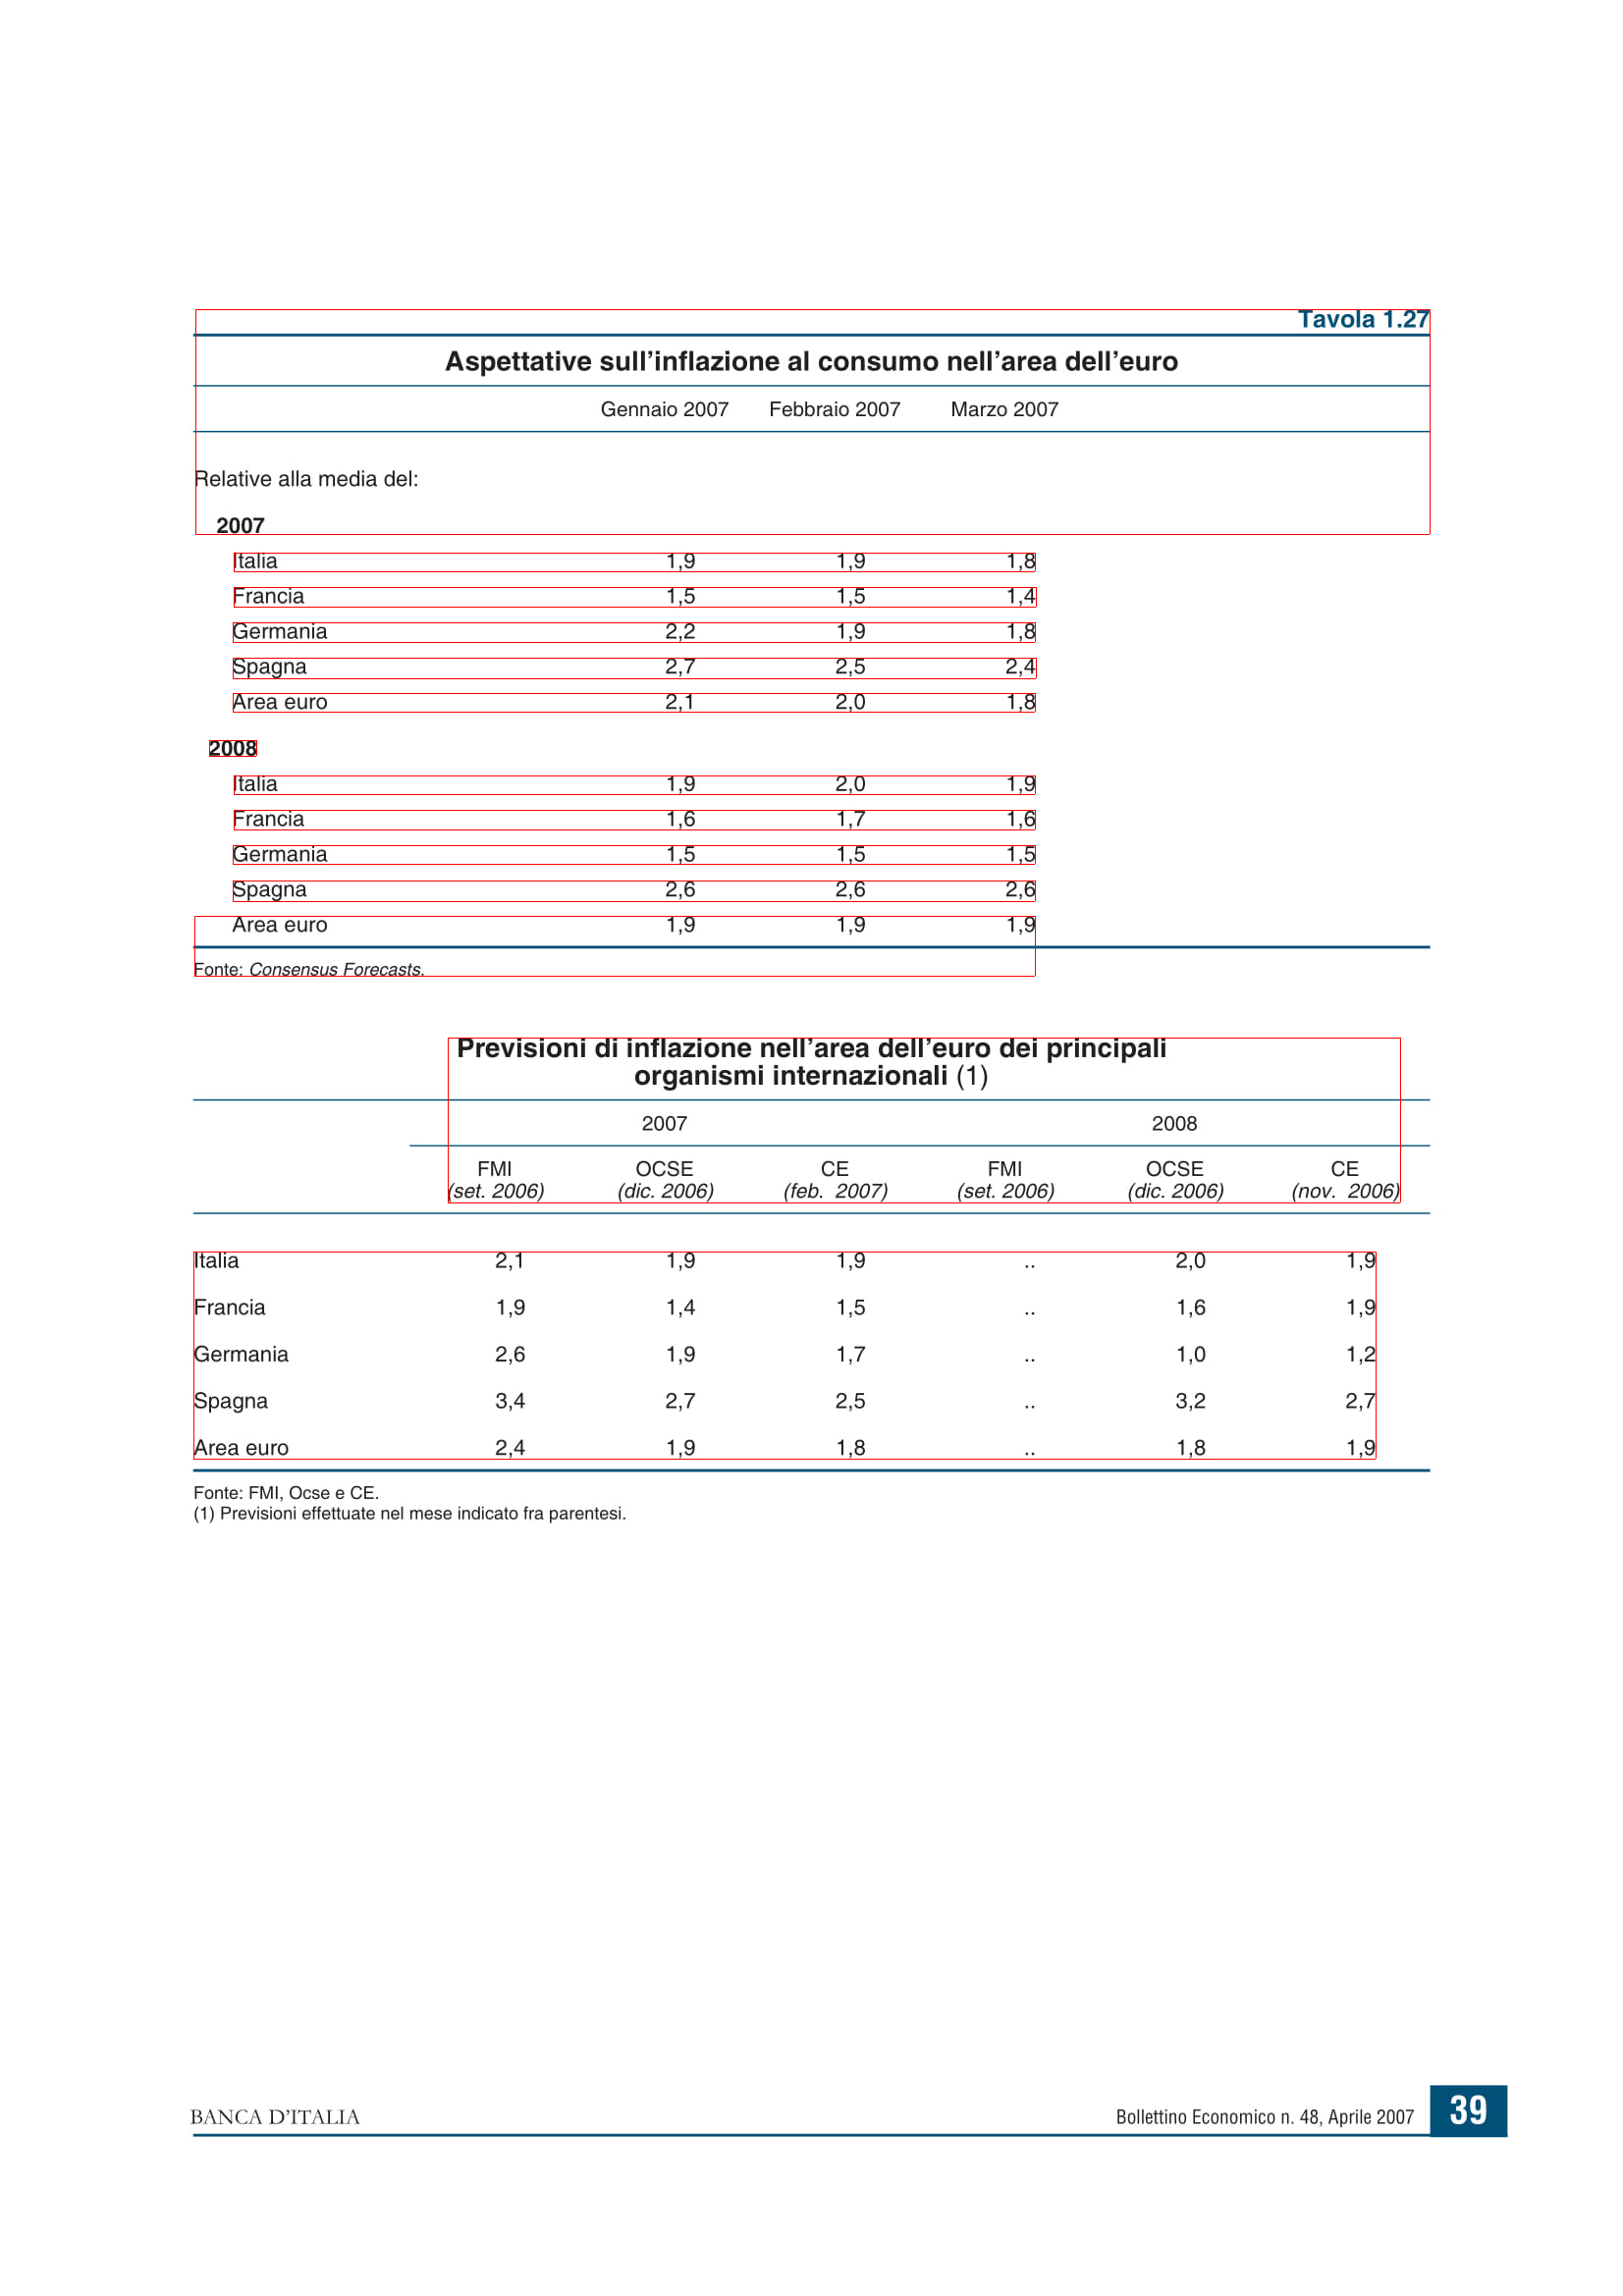 Tavola 1.27
Aspettative sull’inflazione al consumo nell’area dell’euro
Gennaio 2007 Febbraio 2007 Marzo 2007
Relative alla media del:
2007
Italia 1,9 1,9 1,8
Francia 1,5 1,5 1,4
Germania 2,2 1,9 1,8
Spagna 2,7 2,5 2,4
Area euro 2,1 2,0 1,8
2008
Italia 1,9 2,0 1,9
Francia 1,6 1,7 1,6
Germania 1,5 1,5 1,5
Spagna 2,6 2,6 2,6
Area euro 1,9 1,9 1,9
Fonte: Consensus Forecasts.
Previsioni di inflazione nell’area dell’euro dei principali
organismi internazionali (1)
2007 2008
FMI OCSE CE FMI OCSE CE
(set. 2006) (dic. 2006) (feb. 2007) (set. 2006) (dic. 2006) (nov. 2006)
Italia 2,1 1,9 1,9 .. 2,0 1,9
Francia 1,9 1,4 1,5 .. 1,6 1,9
Germania 2,6 1,9 1,7 .. 1,0 1,2
Spagna 3,4 2,7 2,5 .. 3,2 2,7
Area euro 2,4 1,9 1,8 .. 1,8 1,9
Fonte: FMI, Ocse e CE.
(1) Previsioni effettuate nel mese indicato fra parentesi.
BANCA D’ITALIA Bollettino Economico n. 48, Aprile 2007 39